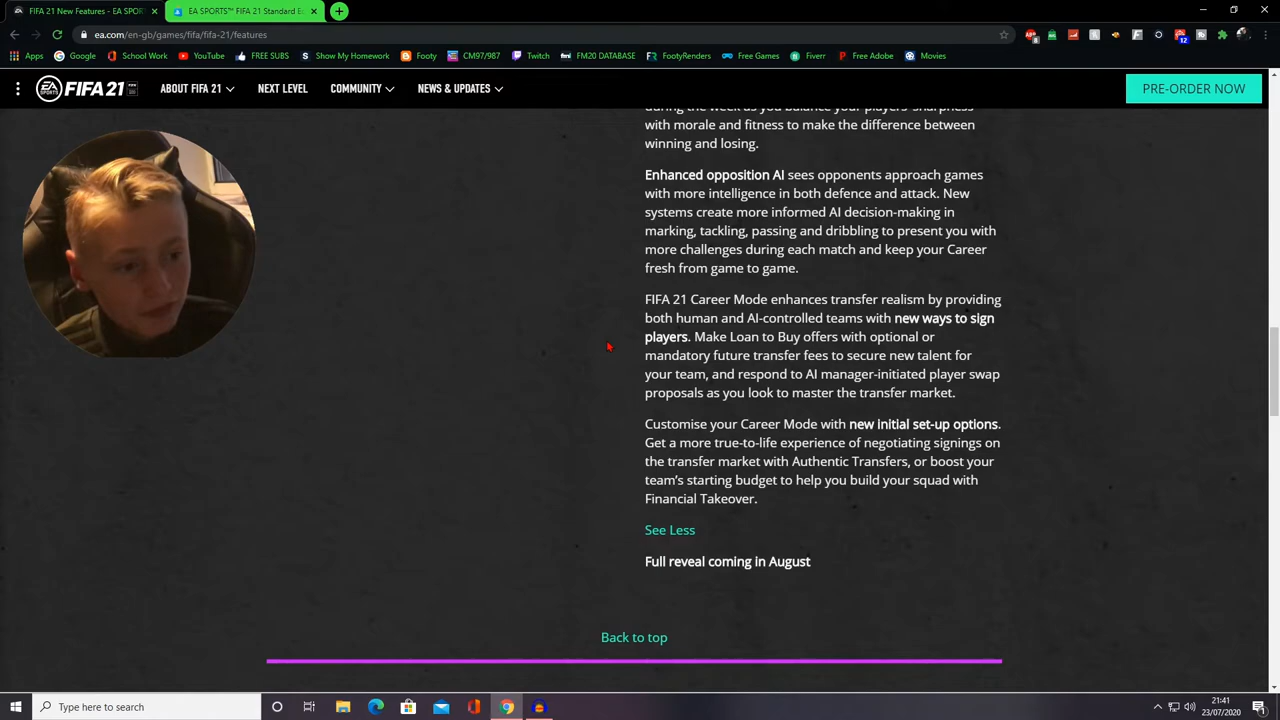 FIFA 21 New Features - EA SPOR
EA SPORTS™ FIFA 21 Standard Ed
ea.com/en-gb/games/fifa/fifa-21/features
Apps
Google
School Work
YouTube
FREE SUBS
Show My Homework
Footy
CM97/987
Twitch
FM20 DATABASE
FootyRenders
Free Games
Fiverr
Free Adobe
Movies
EA SPORTS FIFA 21
ABOUT FIFA 21
NEXT LEVEL
COMMUNITY
NEWS & UPDATES
PRE-ORDER NOW
during the week as you balance your players' sharpness
with morale and fitness to make the difference between
winning and losing.
Enhanced opposition AI sees opponents approach games
with more intelligence in both defence and attack. New
systems create more informed AI decision-making in
marking, tackling, passing and dribbling to present you with
more challenges during each match and keep your Career
fresh from game to game.
FIFA 21 Career Mode enhances transfer realism by providing
both human and AI-controlled teams with new ways to sign
players. Make Loan to Buy offers with optional or
mandatory future transfer fees to secure new talent for
your team, and respond to AI manager-initiated player swap
proposals as you look to master the transfer market.
Customise your Career Mode with new initial set-up options.
Get a more true-to-life experience of negotiating signings on
the transfer market with Authentic Transfers, or boost your
team's starting budget to help you build your squad with
Financial Takeover.
See Less
Full reveal coming in August
Back to top
Type here to search
21:41
23/07/2020